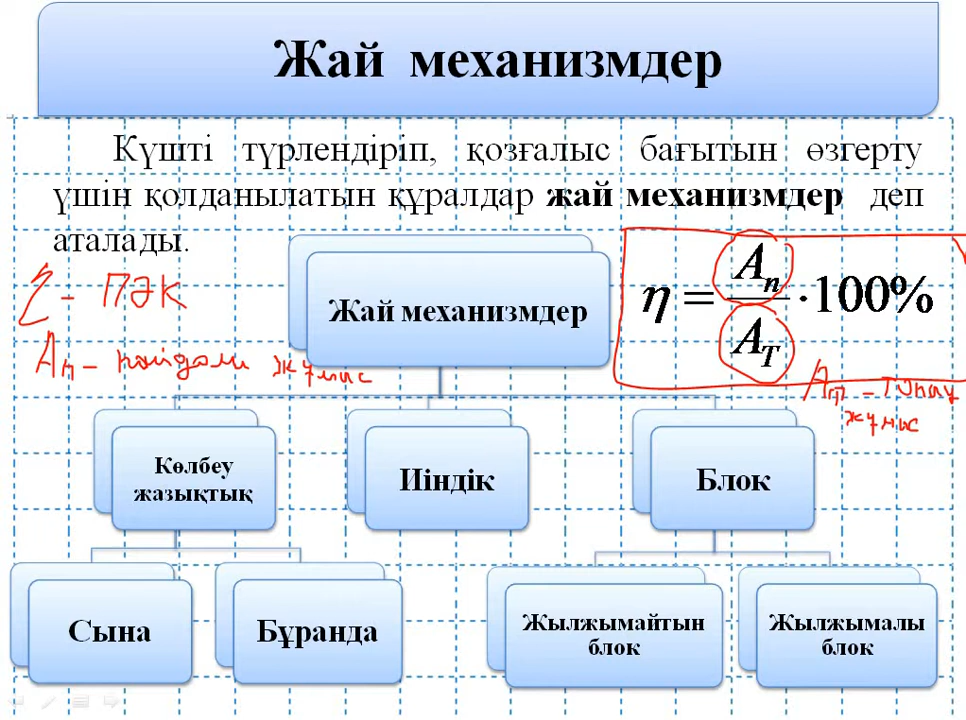 Жай механизмдер
Күшті түрлендіріп, қозғалыс бағытын өзгерту
үшін қолданылатын құралдар жай механизмдер деп
аталады.
η - ПӘК
Aп - пайдалы жұмыс
Жай механизмдер
η = Aп / AТ · 100%
AТ - Толық
жұмыс
Көлбеу
жазықтық
Иіндік
Блок
Сына
Бұранда
Жылжымайтын
блок
Жылжымалы
блок